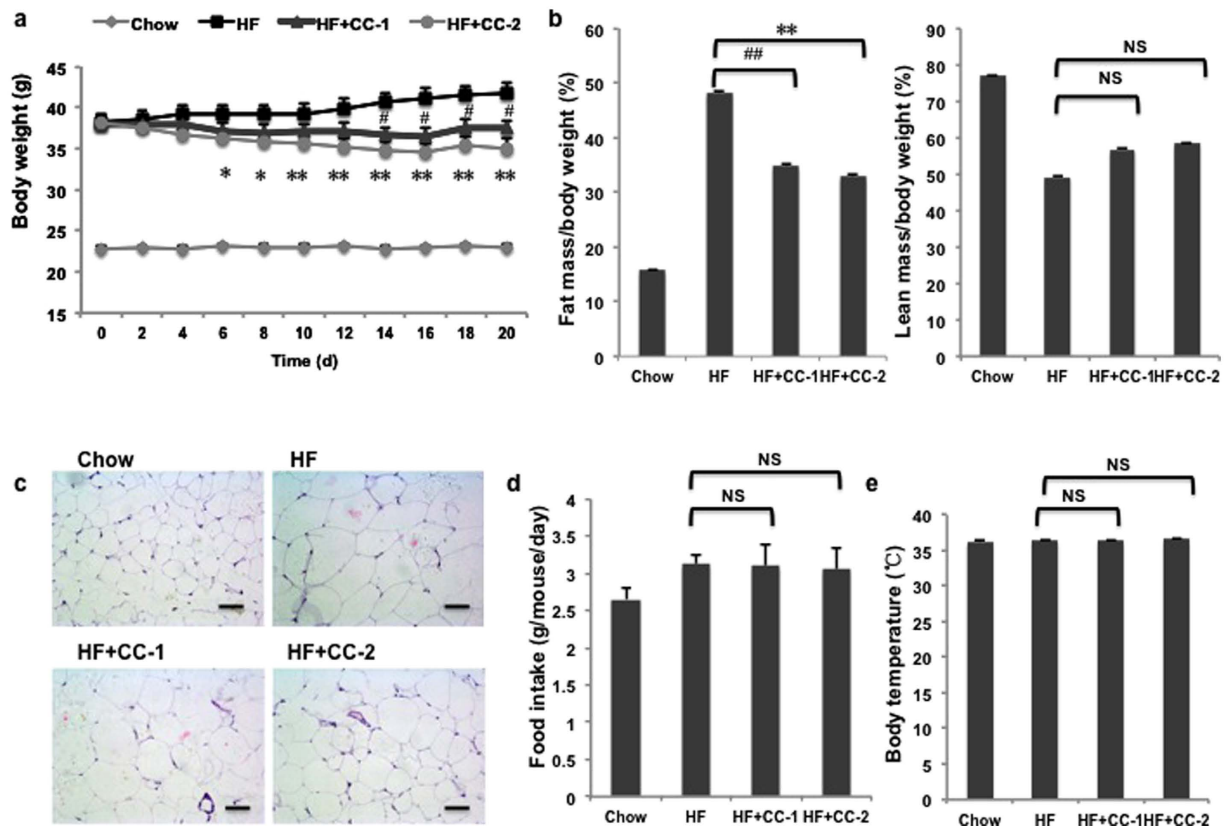 a
Chow HF HF+CC-1 HF+CC-2
Body weight (g)
45
40
35
30
25
20
15
# # # #
* * ** ** ** ** ** **
0 2 4 6 8 10 12 14 16 18 20
Time (d)
b
Fat mass/body weight (%)
60
50
40
30
20
10
0
**
##
Chow HF HF+CC-1 HF+CC-2
Lean mass/body weight (%)
90
80
70
60
50
40
30
20
10
0
NS
NS
Chow HF HF+CC-1 HF+CC-2
c
Chow HF
HF+CC-1 HF+CC-2
d
Food intake (g/mouse/day)
4
3.5
3
2.5
2
1.5
1
0.5
0
NS
NS
Chow HF HF+CC-1 HF+CC-2
e
Body temperature (℃)
40
35
30
25
20
15
10
5
0
NS
NS
Chow HF HF+CC-1 HF+CC-2